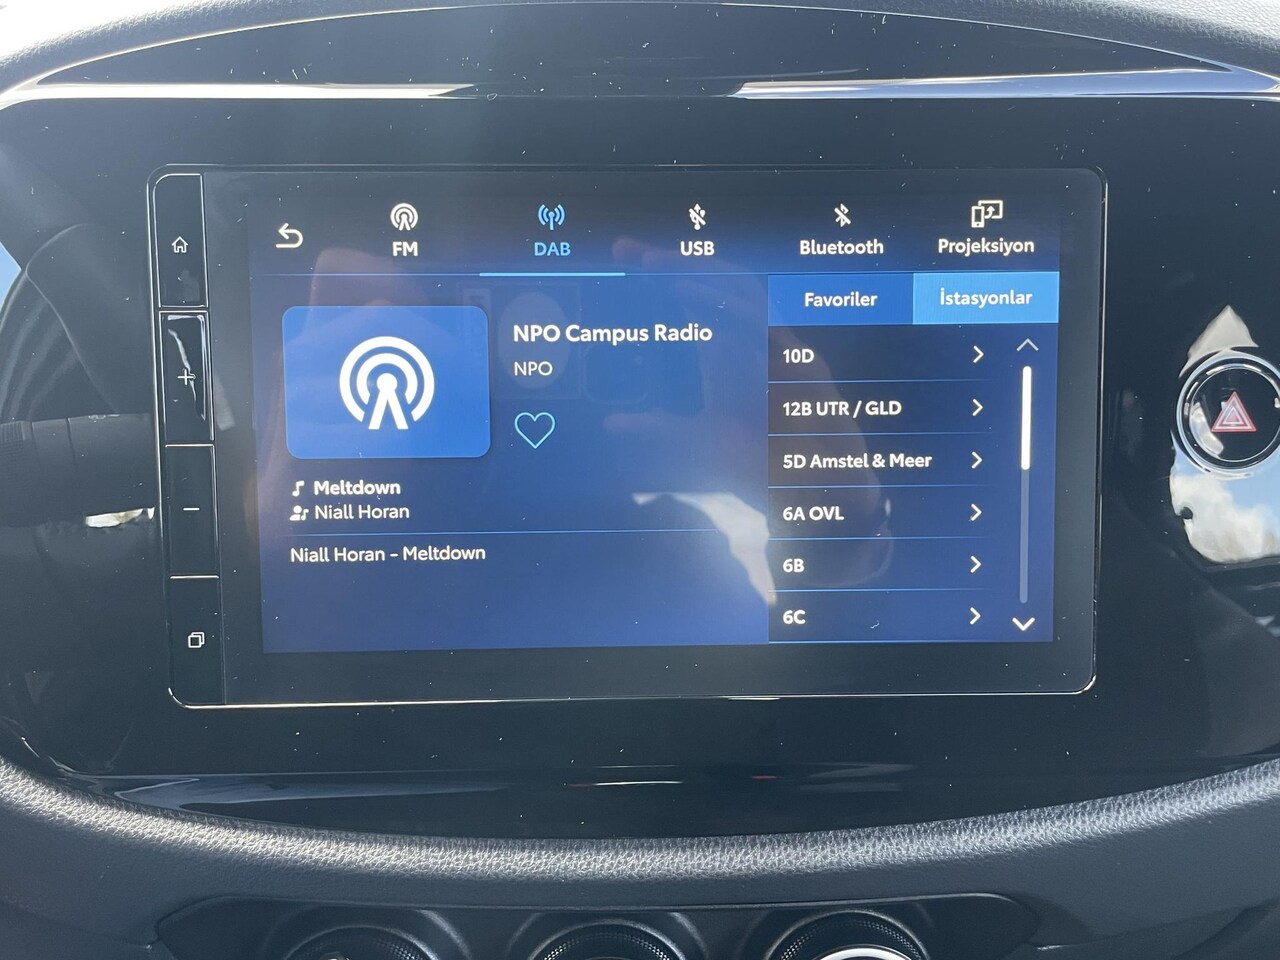 FM
DAB
USB
Bluetooth
Projeksiyon
NPO Campus Radio
NPO
Meltdown
Niall Horan
Niall Horan - Meltdown
Favoriler
İstasyonlar
10D
12B UTR / GLD
5D Amstel & Meer
6A OVL
6B
6C